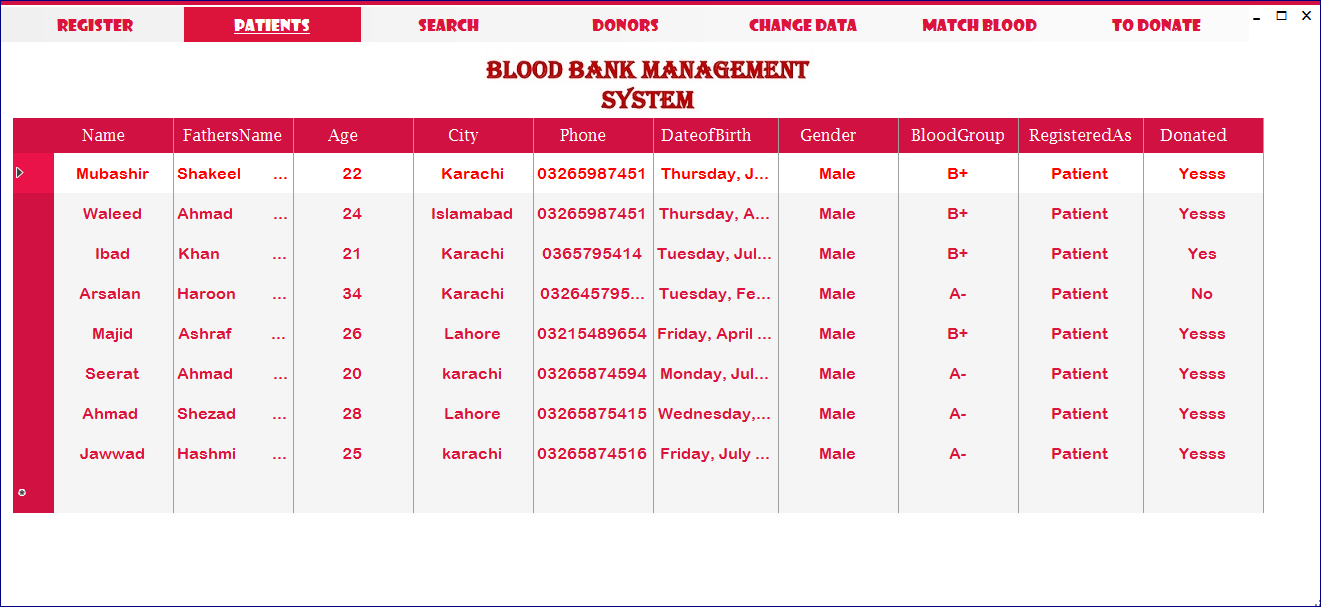 REGISTER PATIENTS SEARCH DONORS CHANGE DATA MATCH BLOOD TO DONATE
BLOOD BANK MANAGEMENT
SYSTEM
Name FathersName Age City Phone DateofBirth Gender BloodGroup RegisteredAs Donated
Mubashir Shakeel ... 22 Karachi 03265987451 Thursday, J... Male B+ Patient Yesss
Waleed Ahmad ... 24 Islamabad 03265987451 Thursday, A... Male B+ Patient Yesss
Ibad Khan ... 21 Karachi 0365795414 Tuesday, Jul... Male B+ Patient Yes
Arsalan Haroon ... 34 Karachi 032645795... Tuesday, Fe... Male A- Patient No
Majid Ashraf ... 26 Lahore 03215489654 Friday, April ... Male B+ Patient Yesss
Seerat Ahmad ... 20 karachi 03265874594 Monday, Jul... Male A- Patient Yesss
Ahmad Shezad ... 28 Lahore 03265875415 Wednesday,... Male A- Patient Yesss
Jawwad Hashmi ... 25 karachi 03265874516 Friday, July ... Male A- Patient Yesss